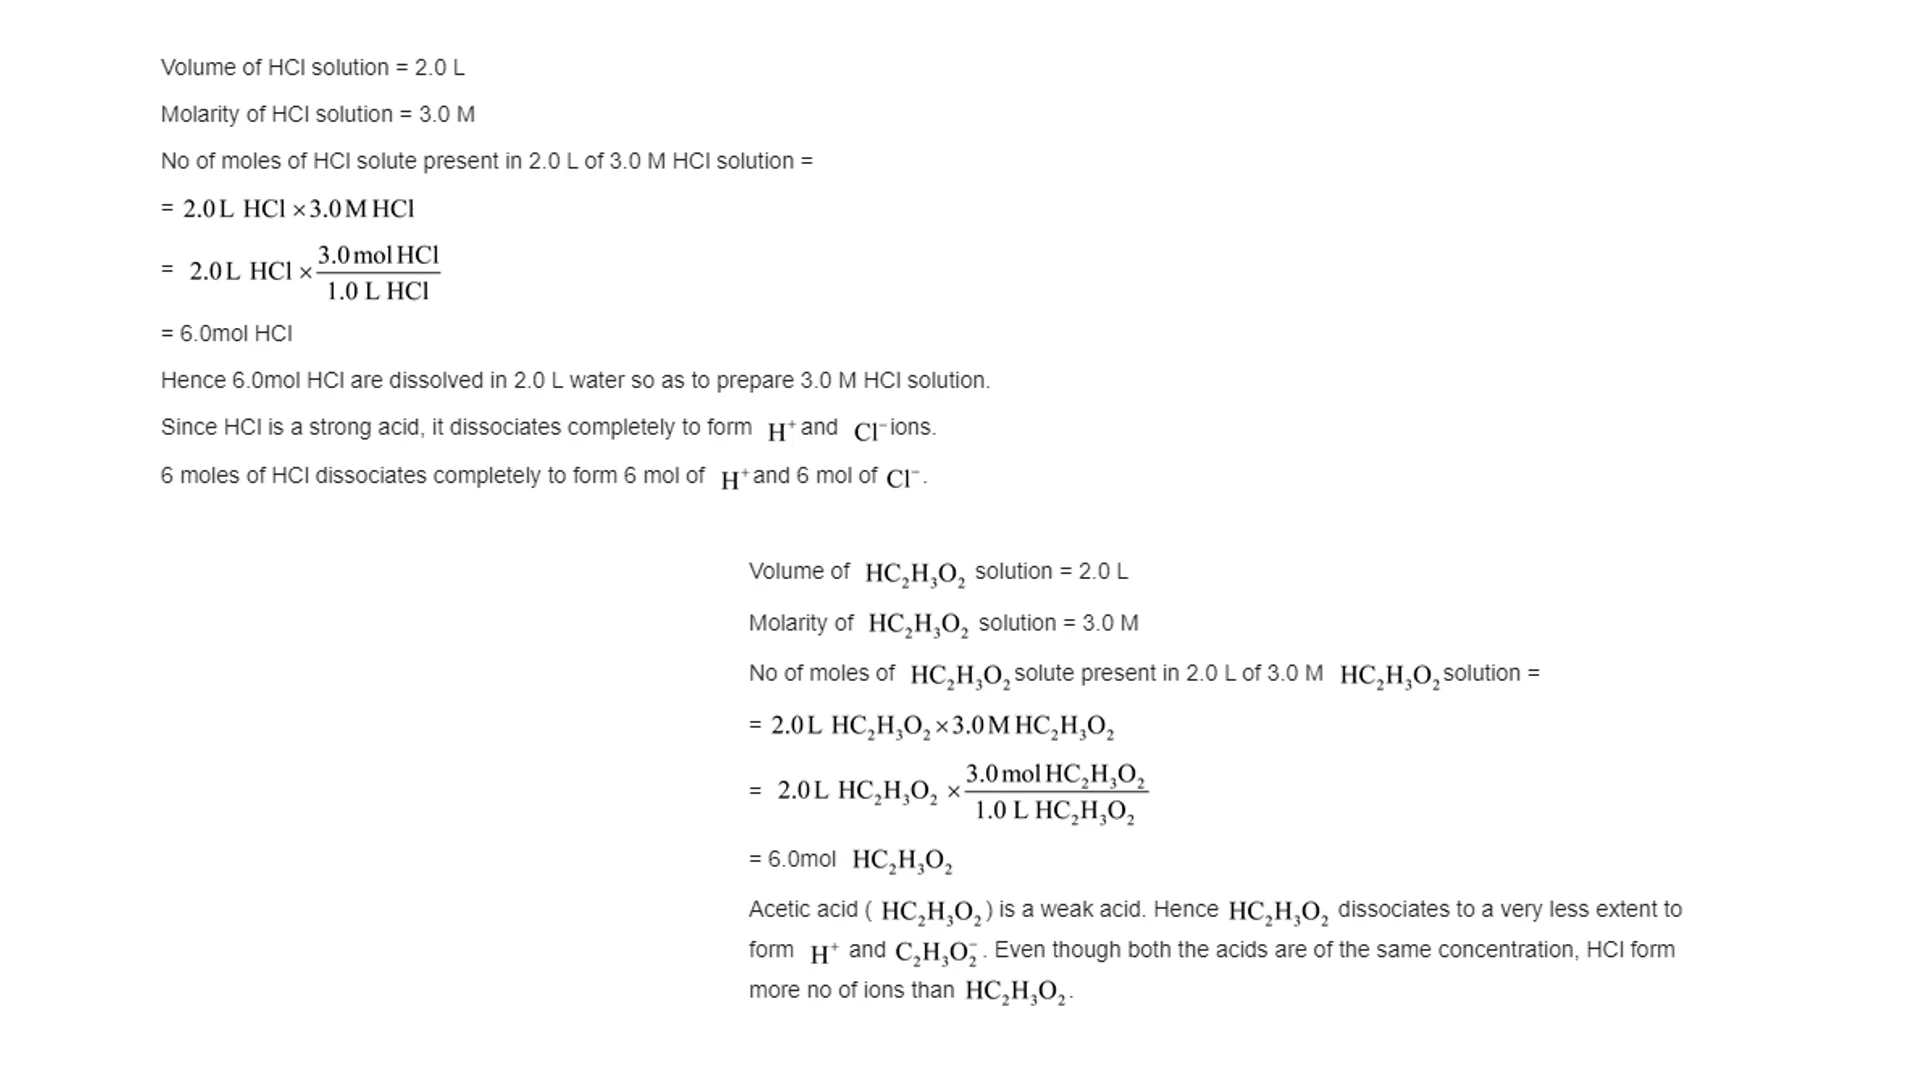 Volume of HCl solution = 2.0 L
Molarity of HCl solution = 3.0 M
No of moles of HCl solute present in 2.0 L of 3.0 M HCl solution =
= 2.0 L HCl × 3.0 M HCl
= 2.0 L HCl × 3.0 mol HCl / 1.0 L HCl
= 6.0mol HCl
Hence 6.0mol HCl are dissolved in 2.0 L water so as to prepare 3.0 M HCl solution.
Since HCl is a strong acid, it dissociates completely to form H⁺ and Cl⁻ ions.
6 moles of HCl dissociates completely to form 6 mol of H⁺ and 6 mol of Cl⁻.
Volume of HC₂H₃O₂ solution = 2.0 L
Molarity of HC₂H₃O₂ solution = 3.0 M
No of moles of HC₂H₃O₂ solute present in 2.0 L of 3.0 M HC₂H₃O₂ solution =
= 2.0 L HC₂H₃O₂ × 3.0 M HC₂H₃O₂
= 2.0 L HC₂H₃O₂ × 3.0 mol HC₂H₃O₂ / 1.0 L HC₂H₃O₂
= 6.0mol HC₂H₃O₂
Acetic acid ( HC₂H₃O₂ ) is a weak acid. Hence HC₂H₃O₂ dissociates to a very less extent to
form H⁺ and C₂H₃O₂⁻. Even though both the acids are of the same concentration, HCl form
more no of ions than HC₂H₃O₂.